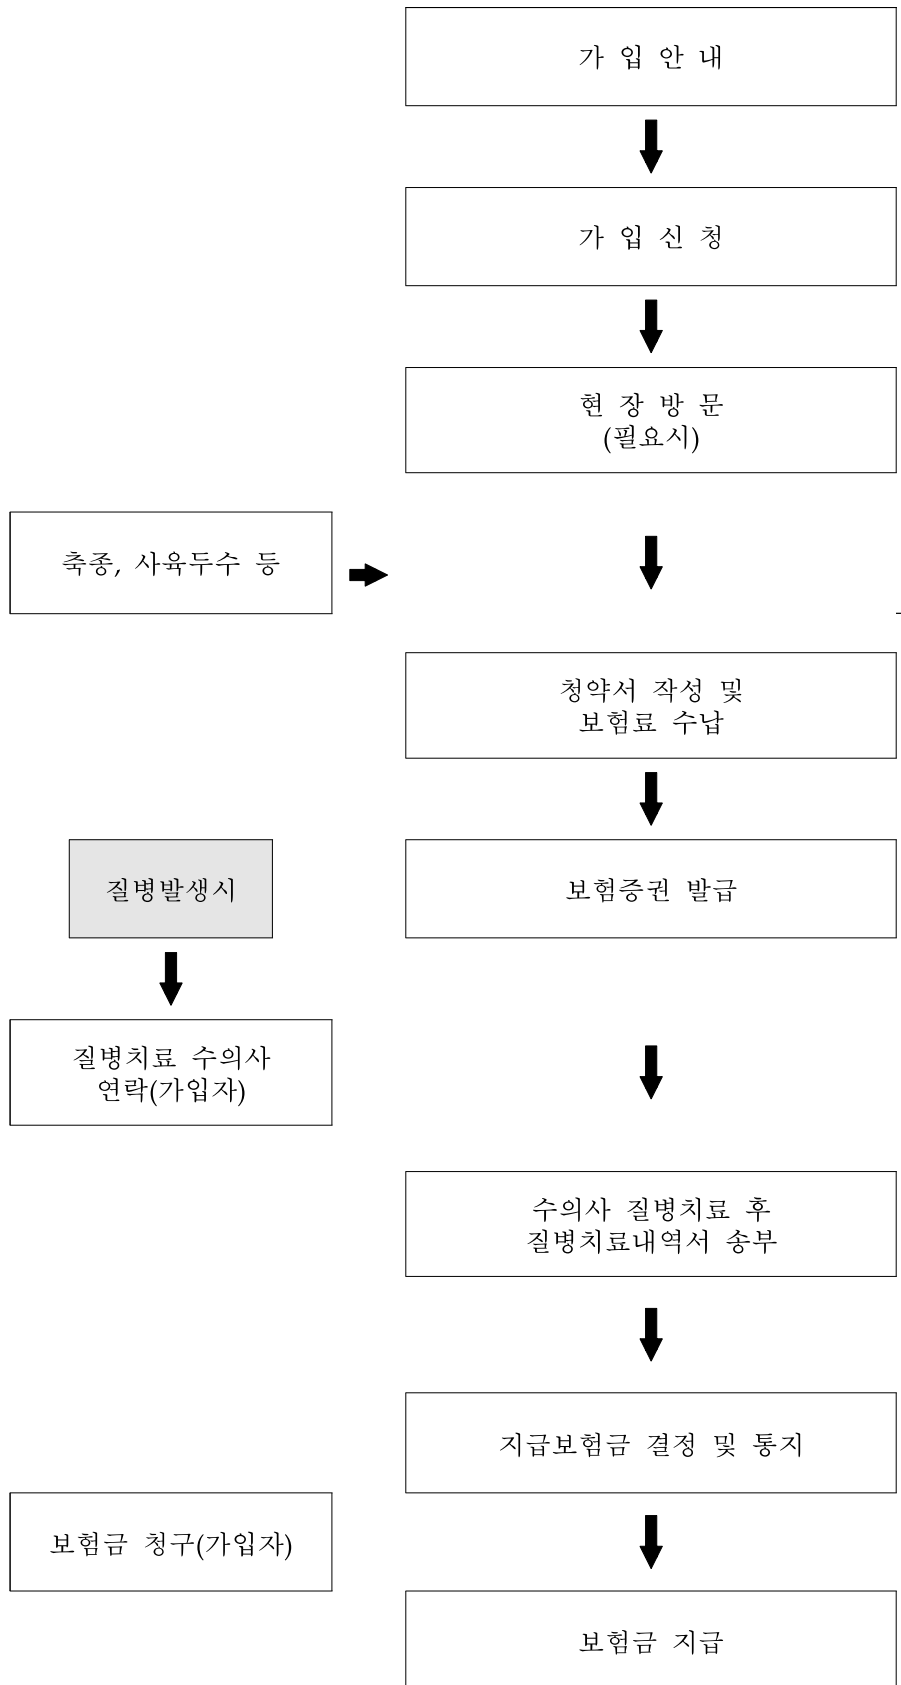 가 입 안 내
가 입 신 청
현 장 방 문
(필요시)
축종, 사육두수 등
청약서 작성 및
보험료 수납
질병발생시
보험증권 발급
질병치료 수의사
연락(가입자)
수의사 질병치료 후
질병치료내역서 송부
지급보험금 결정 및 통지
보험금 청구(가입자)
보험금 지급